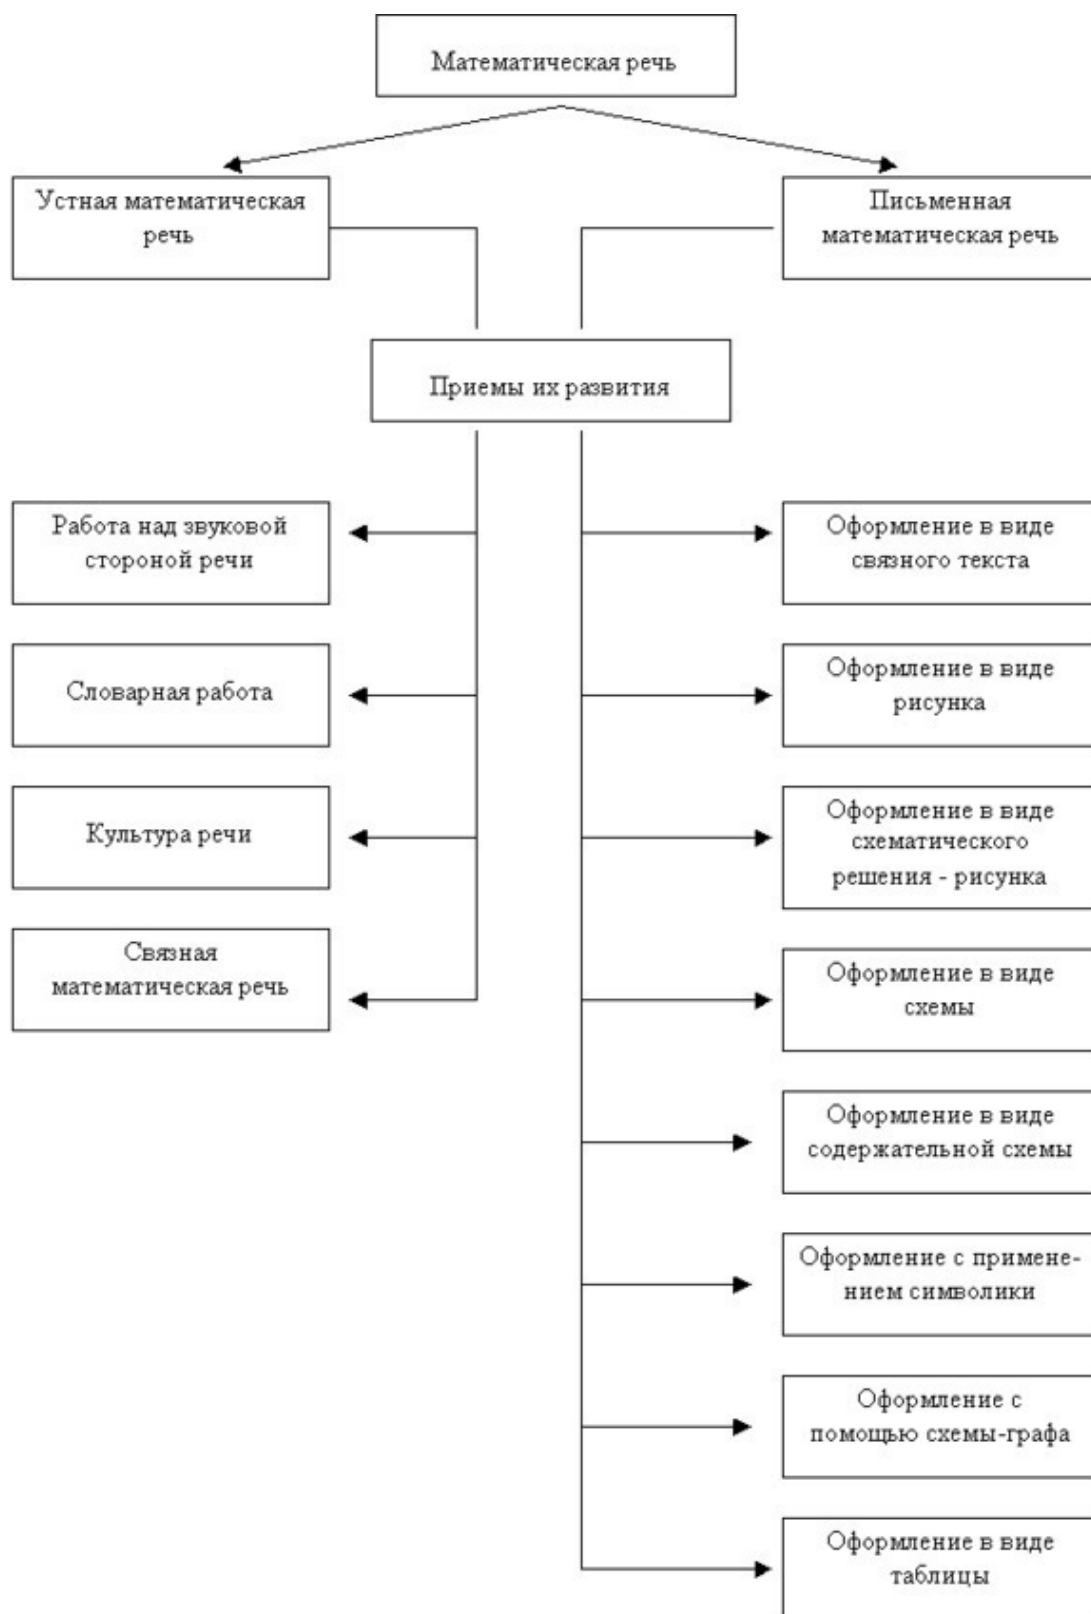 Математическая речь
Устная математическая
речь
Письменная
математическая речь
Приемы их развития
Работа над звуковой
стороной речи
Оформление в виде
связного текста
Словарная работа
Оформление в виде
рисунка
Культура речи
Оформление в виде
схематического
решения - рисунка
Связная
математическая речь
Оформление в виде
схемы
Оформление в виде
содержательной схемы
Оформление с примене-
нием символики
Оформление с
помощью схемы-графа
Оформление в виде
таблицы